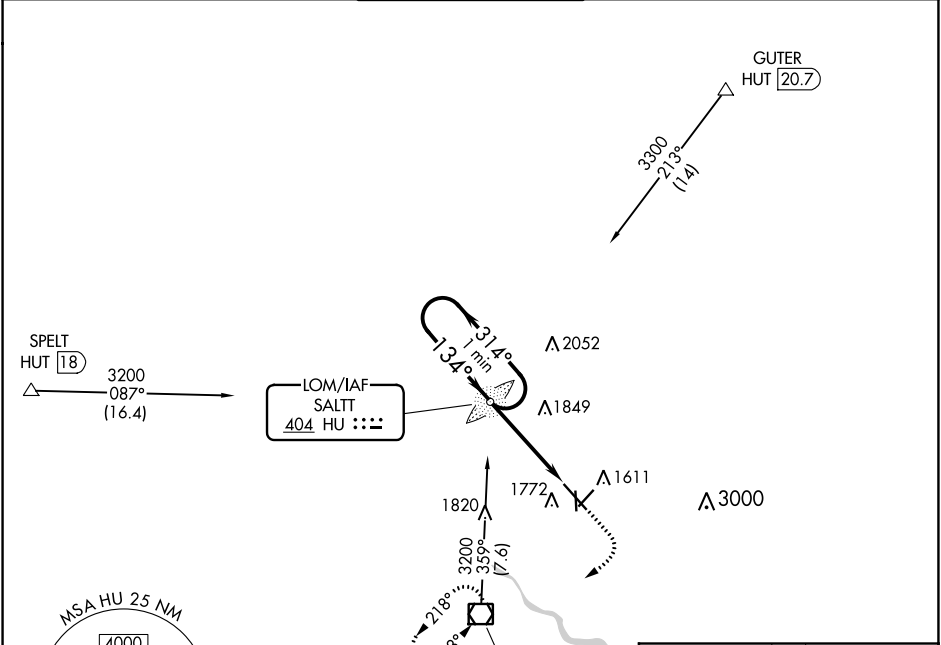 GUTER
HUT 20.7
3300
213°
(14)
SPELT
HUT 18
3200
087°
(16.4)
LOM/IAF
SALTT
404 HU
314°
1 min
134°
2052
1849
1772
1611
3000
1820
3200
359°
(7.6)
218°
MSA HU 25 NM
4000